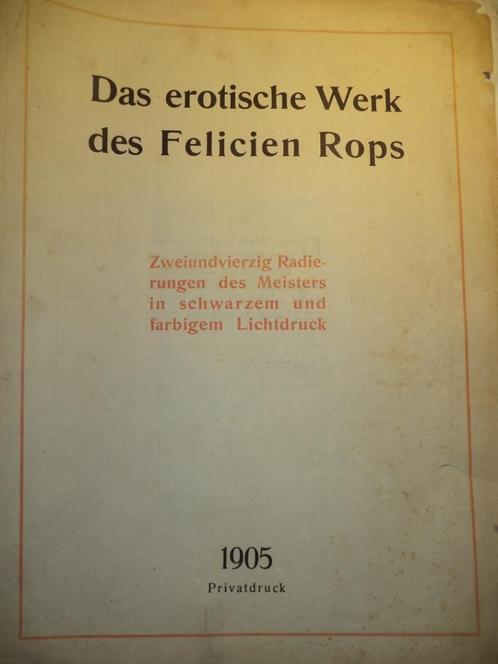 Das erotische Werk
des Felicien Rops
Zweiundvierzig Radie-
rungen des Meisters
in schwarzem und
farbigem Lichtdruck
1905
Privatdruck